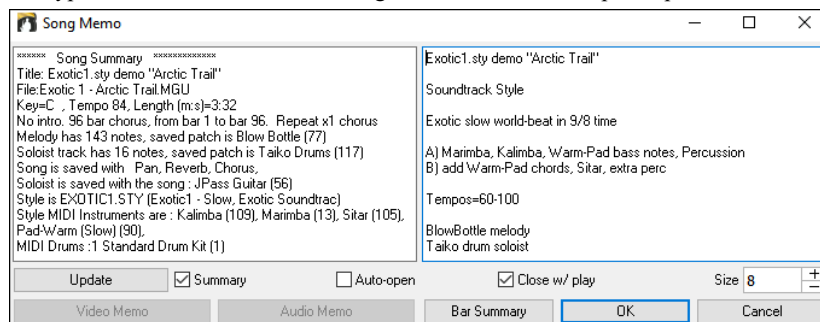 Song Memo
****** Song Summary *************
Title: Exotic1.sty demo "Arctic Trail"
File:Exotic 1 - Arctic Trail.MGU
Key=C , Tempo 84, Length (m:s)=3:32
No intro. 96 bar chorus, from bar 1 to bar 96. Repeat x1 chorus
Melody has 143 notes, saved patch is Blow Bottle (77)
Soloist track has 16 notes, saved patch is Taiko Drums (117)
Song is saved with Pan, Reverb, Chorus,
Soloist is saved with the song : JPass Guitar (56)
Style is EXOTIC1.STY (Exotic1 - Slow, Exotic Soundtrac)
Style MIDI Instruments are : Kalimba (109), Marimba (13), Sitar (105),
Pad-Warm (Slow) (90),
MIDI Drums :1 Standard Drum Kit (1)
Exotic1.sty demo "Arctic Trail"
Soundtrack Style
Exotic slow world-beat in 9/8 time
A) Marimba, Kalimba, Warm-Pad bass notes, Percussion
B) add Warm-Pad chords, Sitar, extra perc
Tempos=60-100
BlowBottle melody
Taiko drum soloist
Update Summary Auto-open Close w/ play Size 8
Video Memo Audio Memo Bar Summary OK Cancel